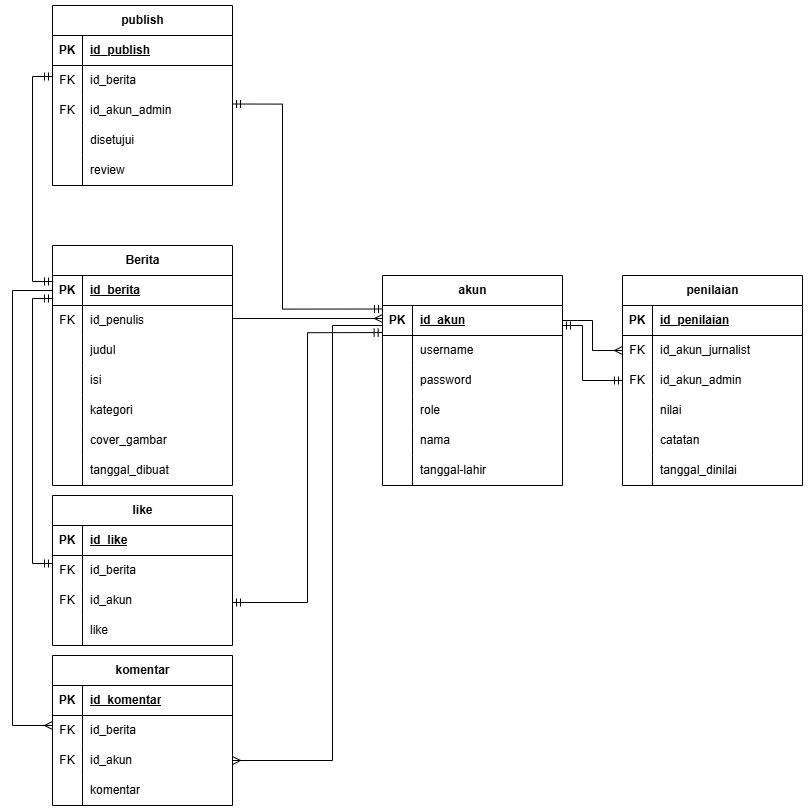 publish
PK id_publish
FK id_berita
FK id_akun_admin
disetujui
review
Berita
PK id_berita
FK id_penulis
judul
isi
kategori
cover_gambar
tanggal_dibuat
like
PK id_like
FK id_berita
FK id_akun
like
komentar
PK id_komentar
FK id_berita
FK id_akun
komentar
akun
PK id_akun
username
password
role
nama
tanggal-lahir
penilaian
PK id_penilaian
FK id_akun_jurnalist
FK id_akun_admin
nilai
catatan
tanggal_dinilai